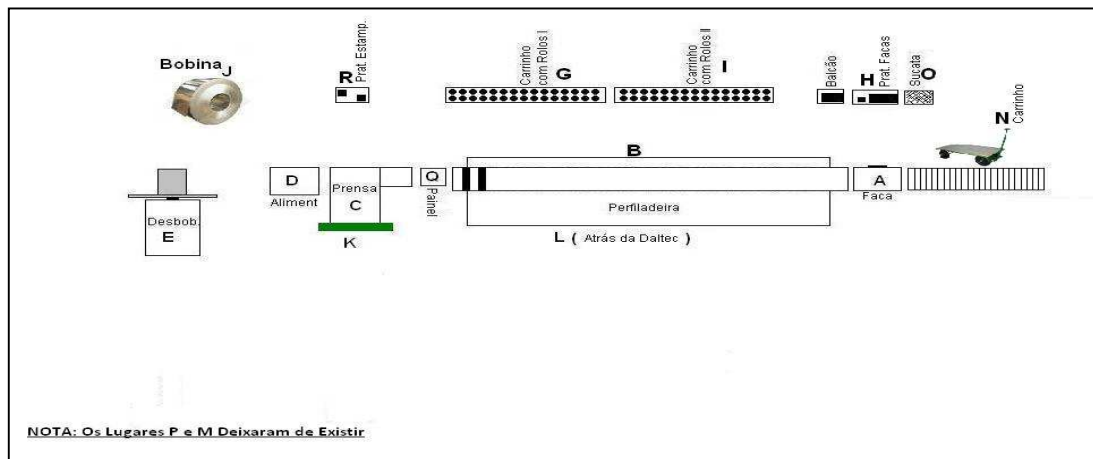 Bobina
J
R
Prat. Estamp.
Carrinho
com Rolos I
G
Carrinho
com Rolos II
I
Balcão
H
Prat. Facas
Sucata
O
N
Carrinho
B
D
Aliment
Prensa
C
Q
Painel
A
Faca
Perfiladeira
Desbob.
E
K
L ( Atrás da Daltec )
NOTA: Os Lugares P e M Deixaram de Existir